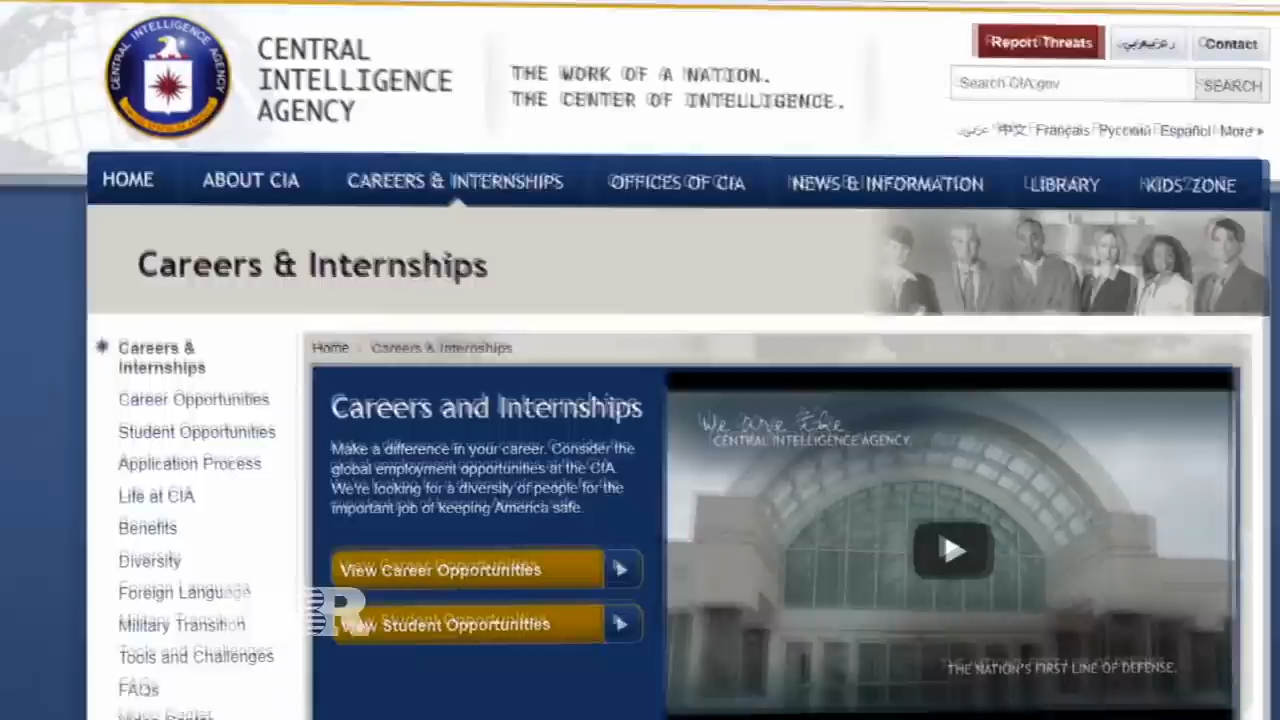 CENTRAL INTELLIGENCE AGENCY
CENTRAL
INTELLIGENCE
AGENCY
THE WORK OF A NATION.
THE CENTER OF INTELLIGENCE.
Report Threats
Contact
Search CIA.gov
SEARCH
中文 Français Русский Español More
HOME
ABOUT CIA
CAREERS & INTERNSHIPS
OFFICES OF CIA
NEWS & INFORMATION
LIBRARY
KIDS' ZONE
Careers & Internships
Careers &
Internships
Career Opportunities
Student Opportunities
Application Process
Life at CIA
Benefits
Diversity
Foreign Language
Military Transition
Tools and Challenges
FAQs
Video Center
Home Careers & Internships
Careers and Internships
Make a difference in your career. Consider the
global employment opportunities at the CIA.
We're looking for a diversity of people for the
important job of keeping America safe.
View Career Opportunities
View Student Opportunities
We are the
CENTRAL INTELLIGENCE AGENCY.
THE NATION'S FIRST LINE OF DEFENSE.